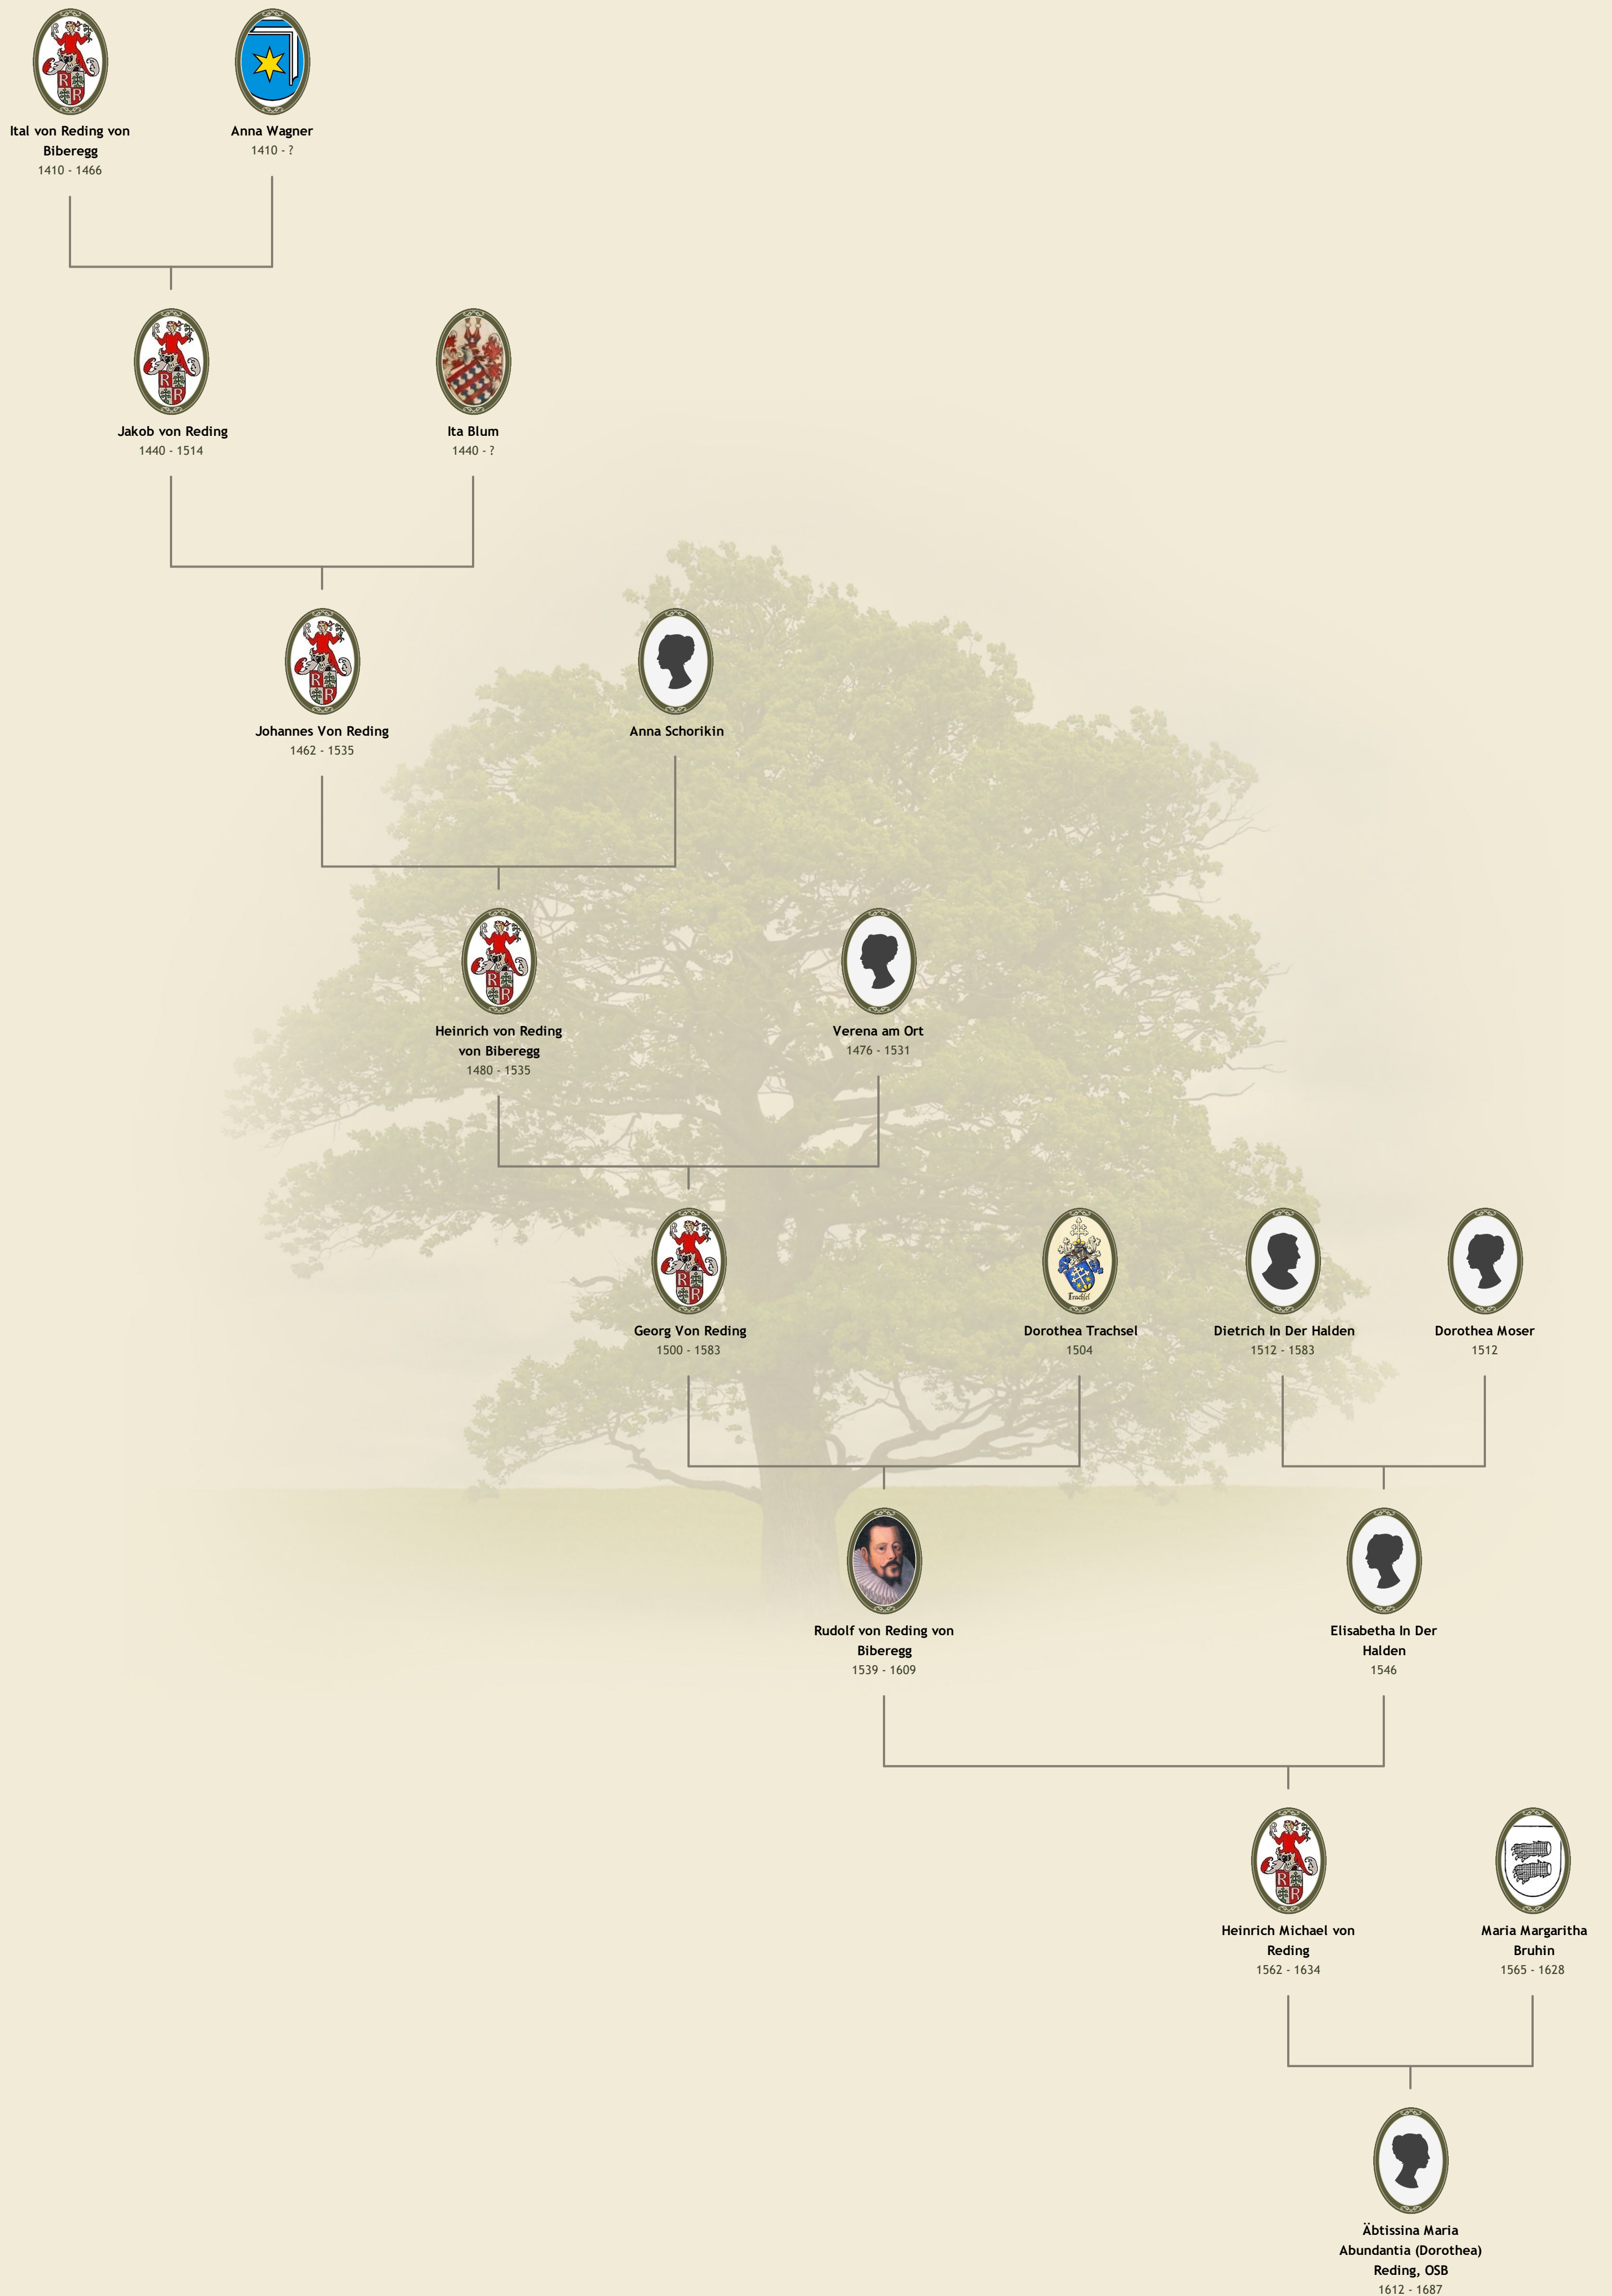 Ital von Reding von
Biberegg
1410 - 1466
Anna Wagner
1410 - ?
Jakob von Reding
1440 - 1514
Ita Blum
1440 - ?
Johannes Von Reding
1462 - 1535
Anna Schorikin
Heinrich von Reding
von Biberegg
1480 - 1535
Verena am Ort
1476 - 1531
Georg Von Reding
1500 - 1583
Trachsel
Dorothea Trachsel
1504
Dietrich In Der Halden
1512 - 1583
Dorothea Moser
1512
Rudolf von Reding von
Biberegg
1539 - 1609
Elisabetha In Der
Halden
1546
Heinrich Michael von
Reding
1562 - 1634
Maria Margaritha
Bruhin
1565 - 1628
Äbtissina Maria
Abundantia (Dorothea)
Reding, OSB
1612 - 1687